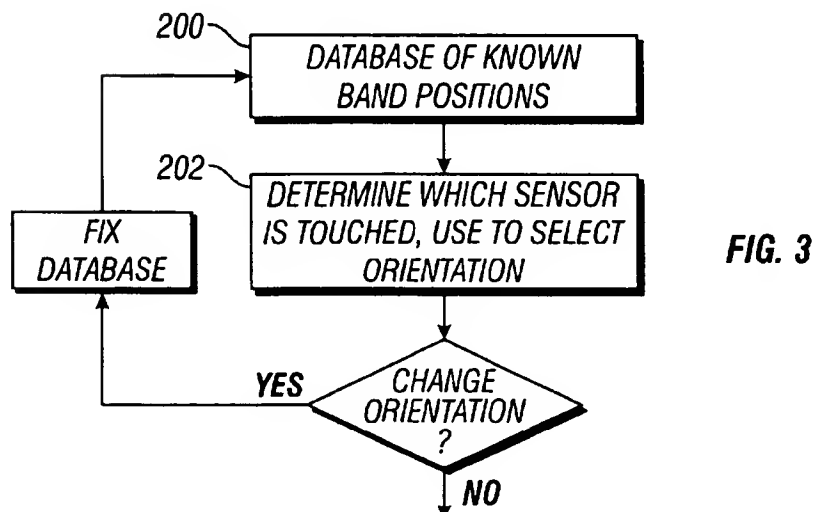 200
DATABASE OF KNOWN
BAND POSITIONS
202
DETERMINE WHICH SENSOR
IS TOUCHED, USE TO SELECT
ORIENTATION
FIX
DATABASE
FIG. 3
YES
CHANGE
ORIENTATION
?
NO